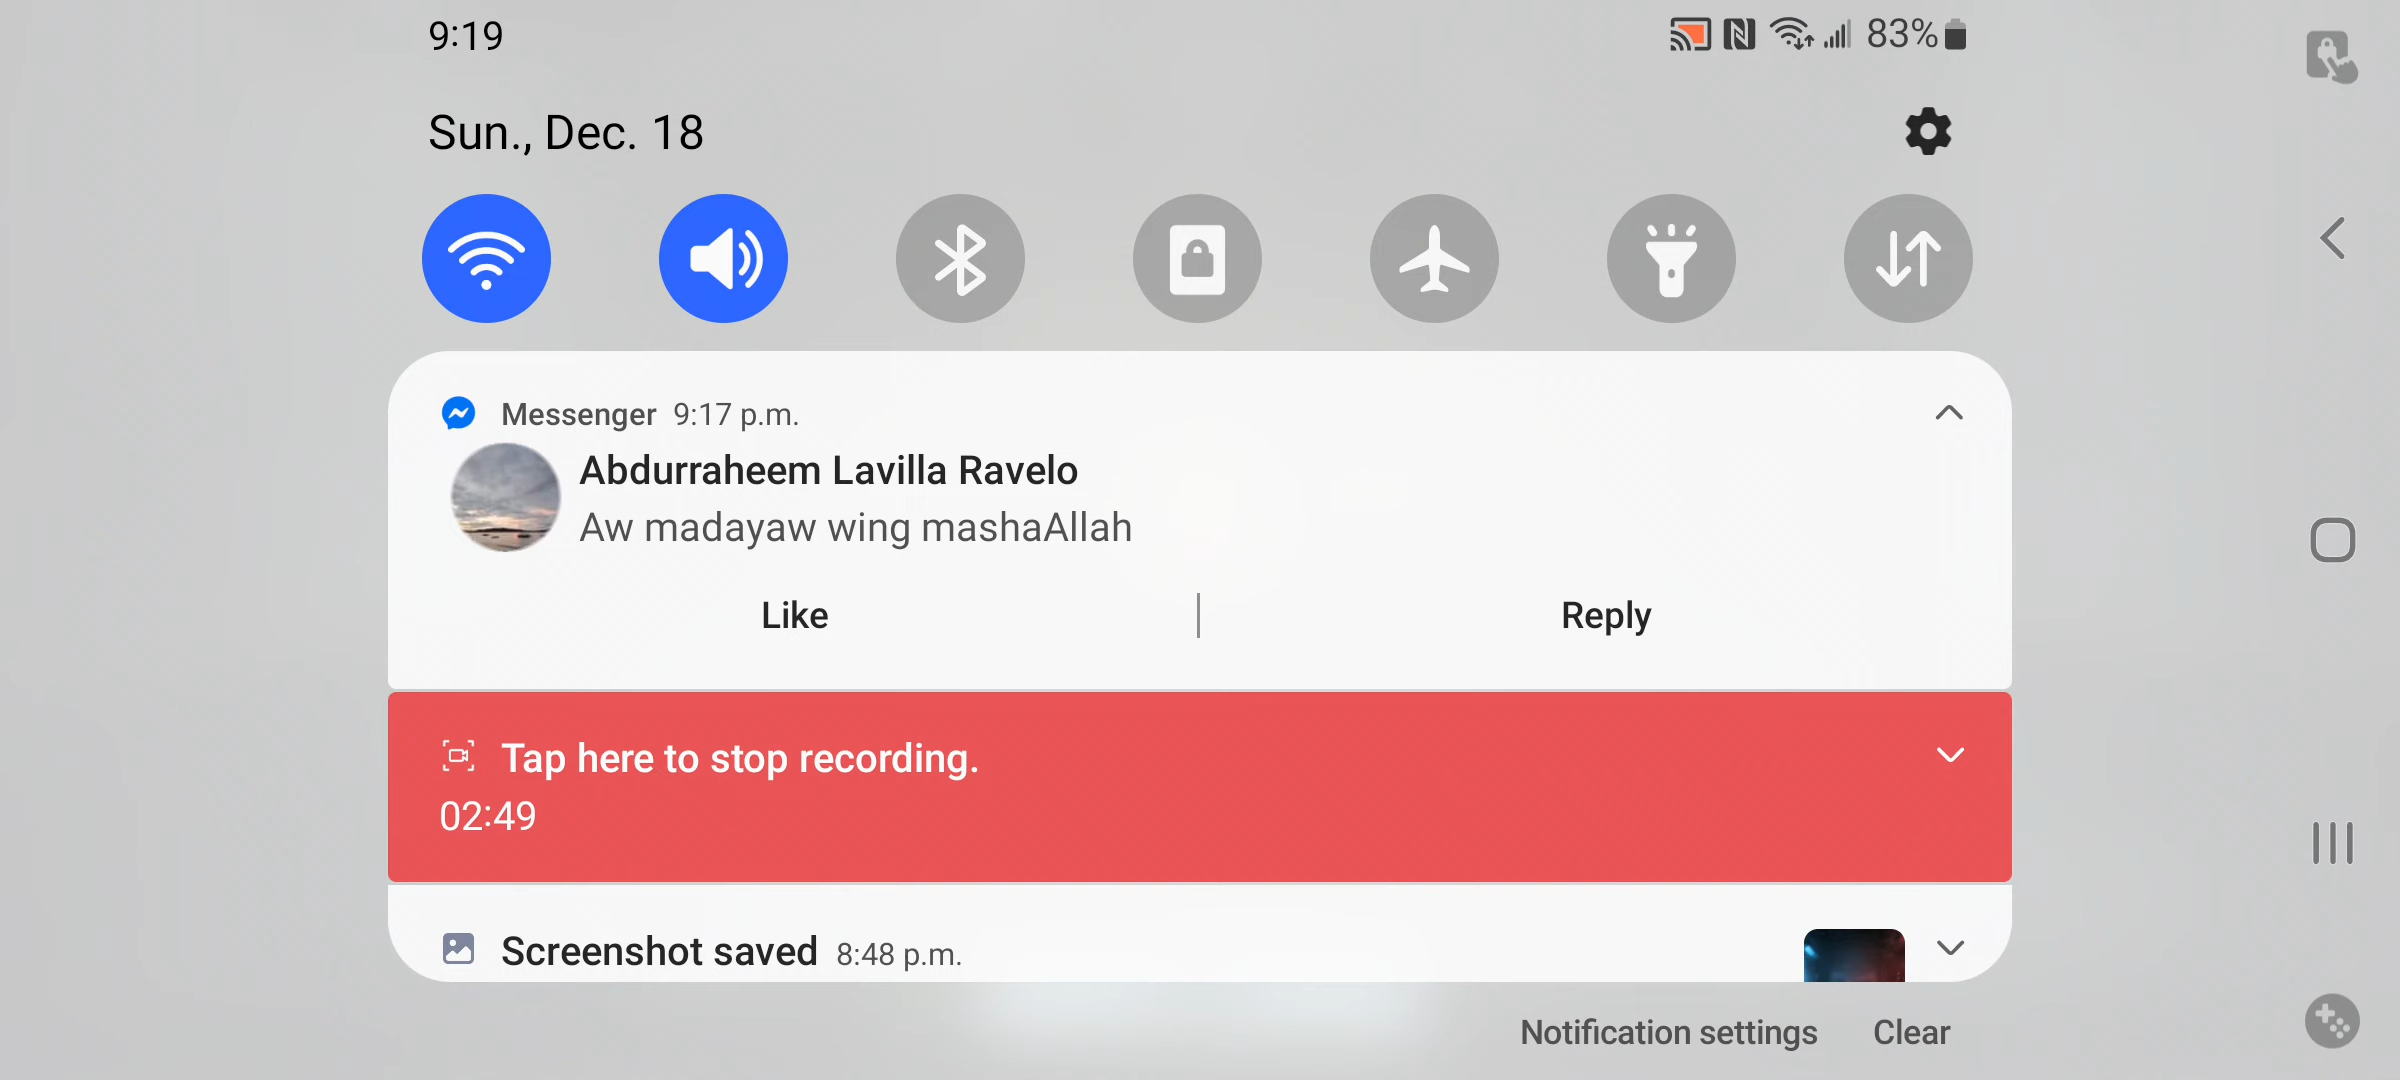 9:19
83%
Sun., Dec. 18
Messenger 9:17 p.m.
Abdurraheem Lavilla Ravelo
Aw madayaw wing mashaAllah
Like | Reply
Tap here to stop recording.
02:49
Screenshot saved 8:48 p.m.
Notification settings Clear